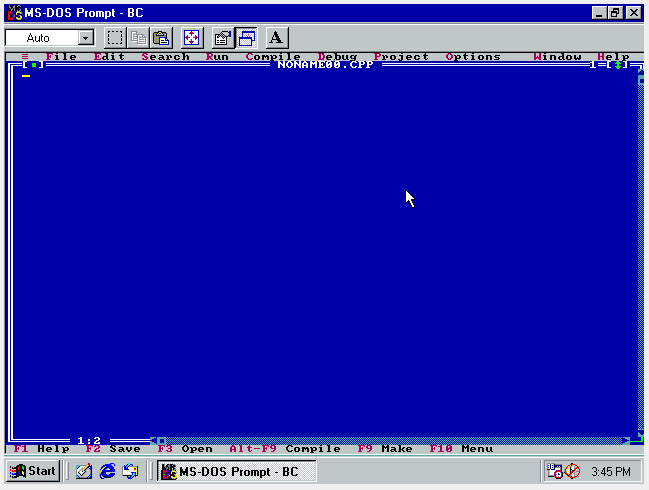 MS-DOS Prompt - BC
Auto A
≡ File Edit Search Run Compile Debug Project Options Window Help
[■] NONAME00.CPP 1=[↕]
1:2
F1 Help F2 Save F3 Open Alt-F9 Compile F9 Make F10 Menu
Start MS-DOS Prompt - BC 3:45 PM